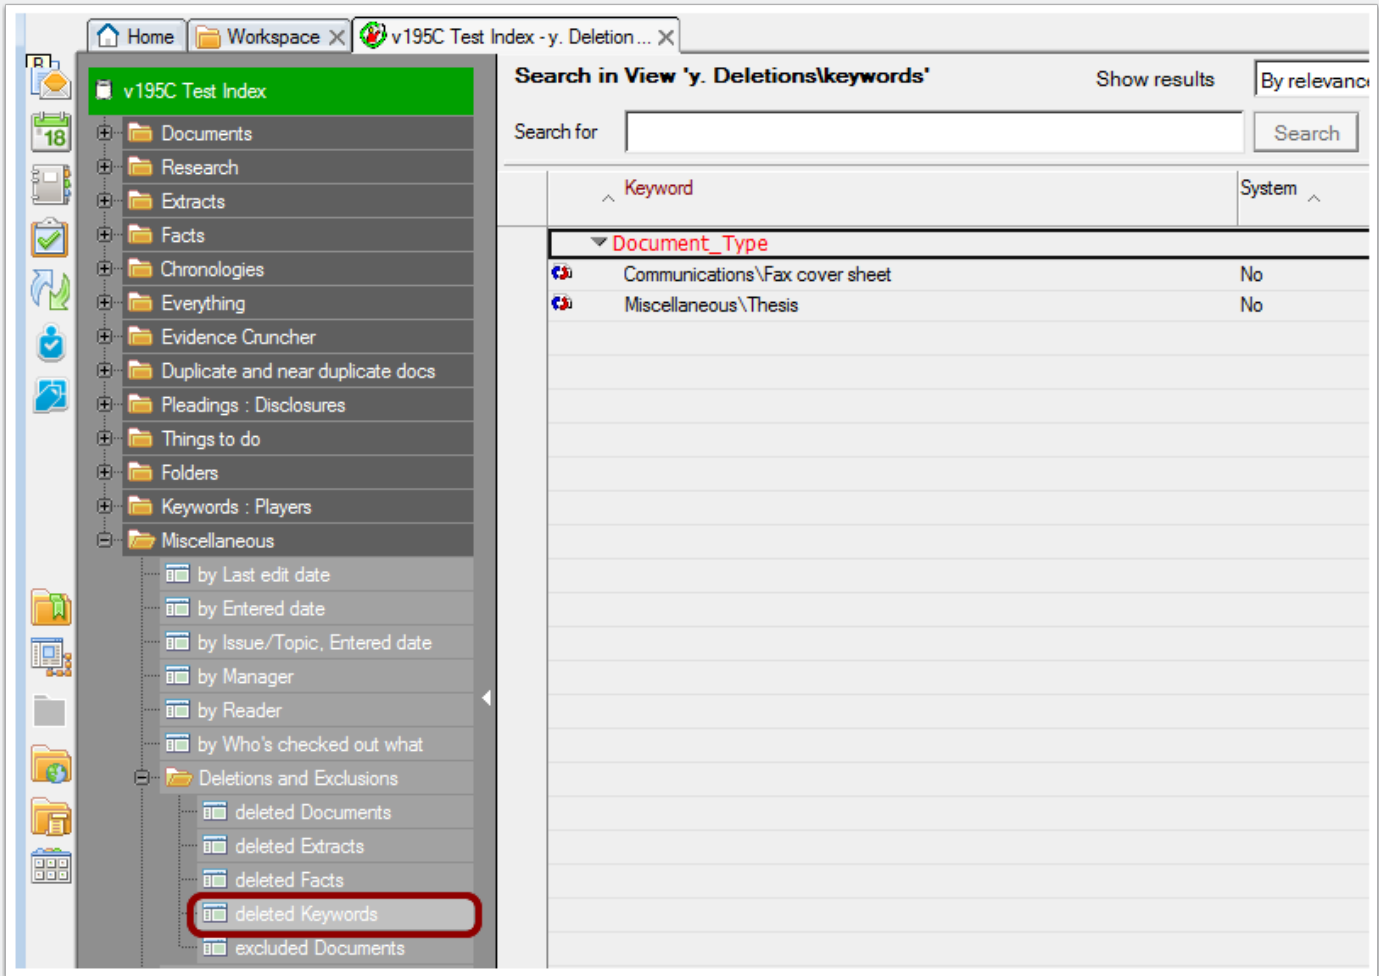 Home
Workspace
v195C Test Index - y. Deletion ...
v195C Test Index
Search in View 'y. Deletions\keywords'
Show results
By relevance
Search for
Search
18
Documents
Research
Extracts
Facts
Chronologies
Everything
Evidence Cruncher
Duplicate and near duplicate docs
Pleadings : Disclosures
Things to do
Folders
Keywords : Players
Miscellaneous
by Last edit date
by Entered date
by Issue/Topic, Entered date
by Manager
by Reader
by Who's checked out what
Deletions and Exclusions
deleted Documents
deleted Extracts
deleted Facts
deleted Keywords
excluded Documents
Keyword
System
Document_Type
Communications\Fax cover sheet
No
Miscellaneous\Thesis
No